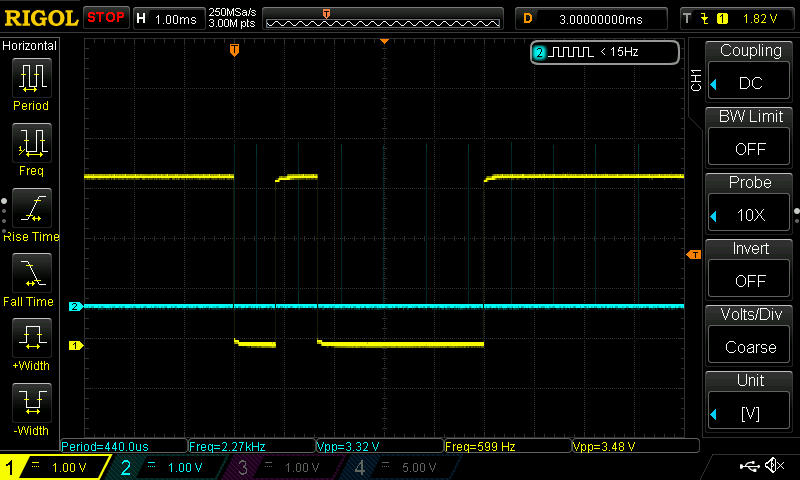 RIGOL STOP H 1.00ms 250MSa/s
3.00M pts T D 3.00000000ms T 1 1.82 V
Horizontal
T
2 < 15Hz
Period
Freq
Rise Time
Fall Time
+Width
-Width
2
1
T
CH1
Coupling
DC
BW Limit
OFF
Probe
10X
Invert
OFF
Volts/Div
Coarse
Unit
[V]
Period=440.0us Freq=2.27kHz Vpp=3.32 V Freq=599 Hz Vpp=3.48 V
1 1.00 V 2 1.00 V 3 1.00 V 4 5.00 V